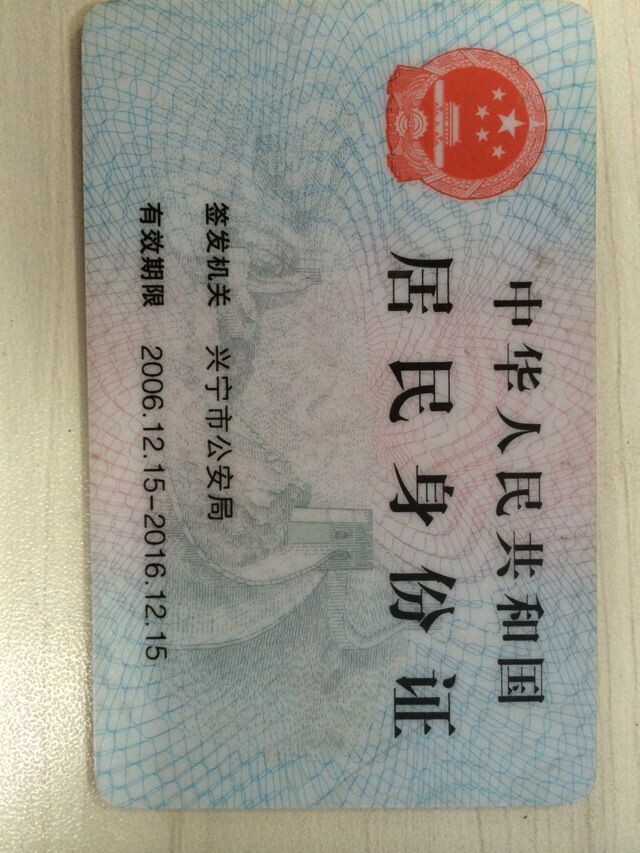 中华人民共和国
居民身份证
签发机关 兴宁市公安局
有效期限 2006.12.15-2016.12.15